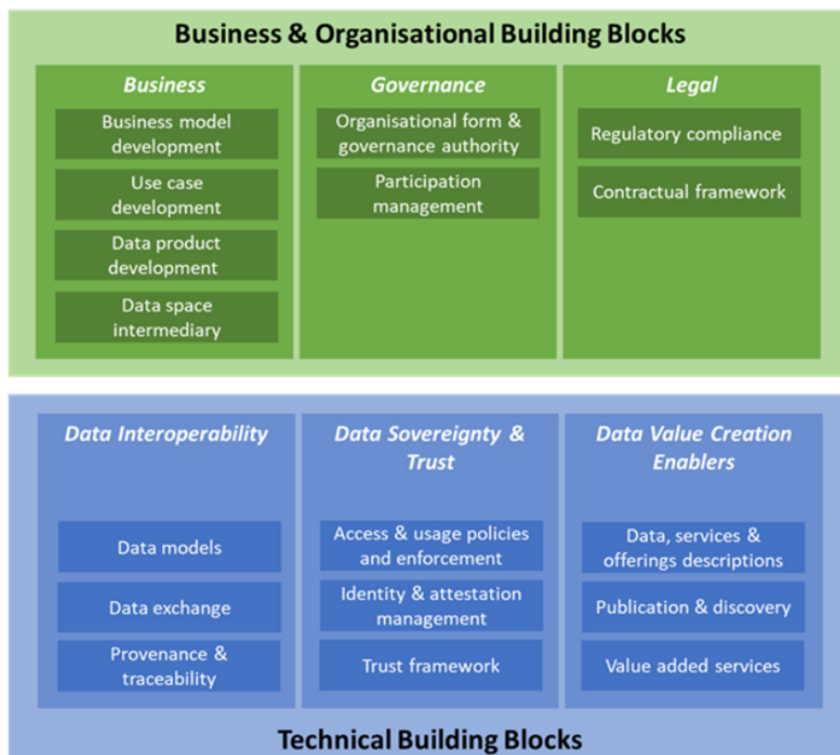 Business & Organisational Building Blocks
Business
Business model
development
Use case
development
Data product
development
Data space
intermediary
Governance
Organisational form &
governance authority
Participation
management
Legal
Regulatory compliance
Contractual framework
Data Interoperability
Data models
Data exchange
Provenance &
traceability
Data Sovereignty &
Trust
Access & usage policies
and enforcement
Identity & attestation
management
Trust framework
Data Value Creation
Enablers
Data, services &
offerings descriptions
Publication & discovery
Value added services
Technical Building Blocks